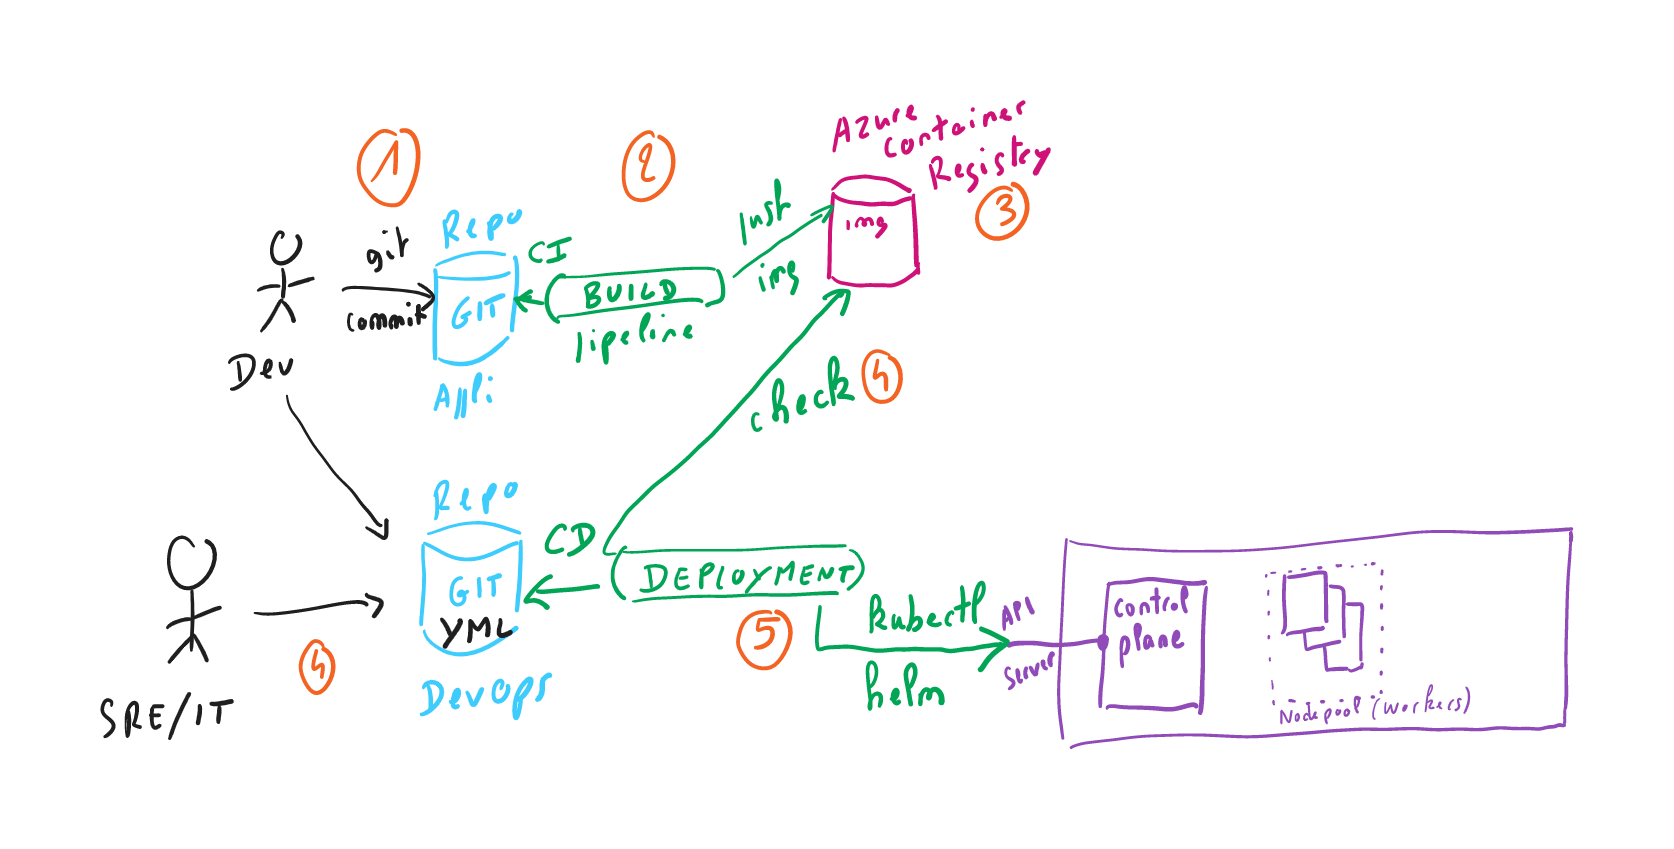 1
2
Azure
Container
Registry
3
Repo
git
commit
GIT
Appli
Dev
CI
BUILD
pipeline
push
img
img
check
4
Repo
GIT
YML
DevOps
SRE/IT
4
CD
DEPLOYMENT
5
kubectl
helm
API
Server
control
plane
Nodepool (workers)